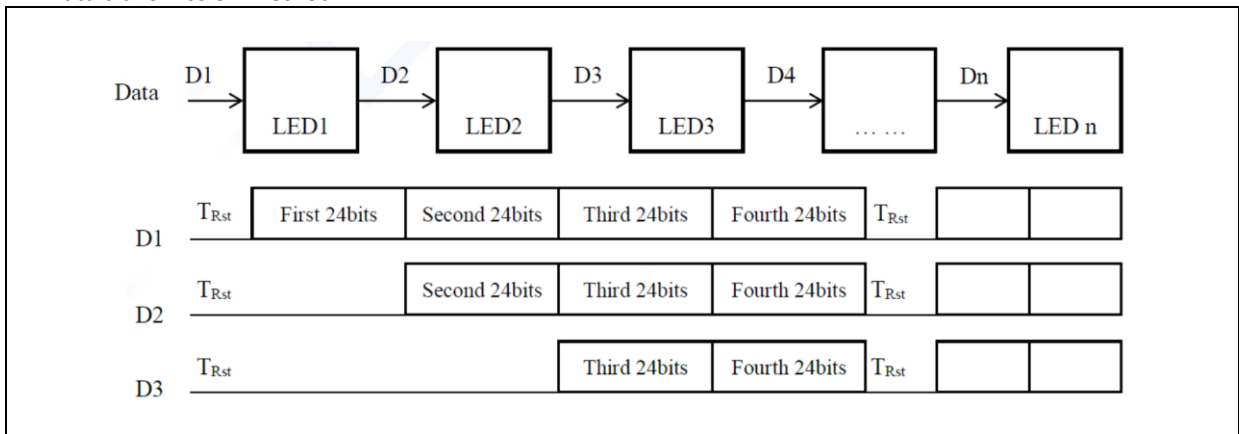 D1 D2 D3 D4 Dn
Data
LED1 LED2 LED3 ... ... LED n
TRst First 24bits Second 24bits Third 24bits Fourth 24bits TRst
D1
TRst Second 24bits Third 24bits Fourth 24bits TRst
D2
TRst Third 24bits Fourth 24bits TRst
D3